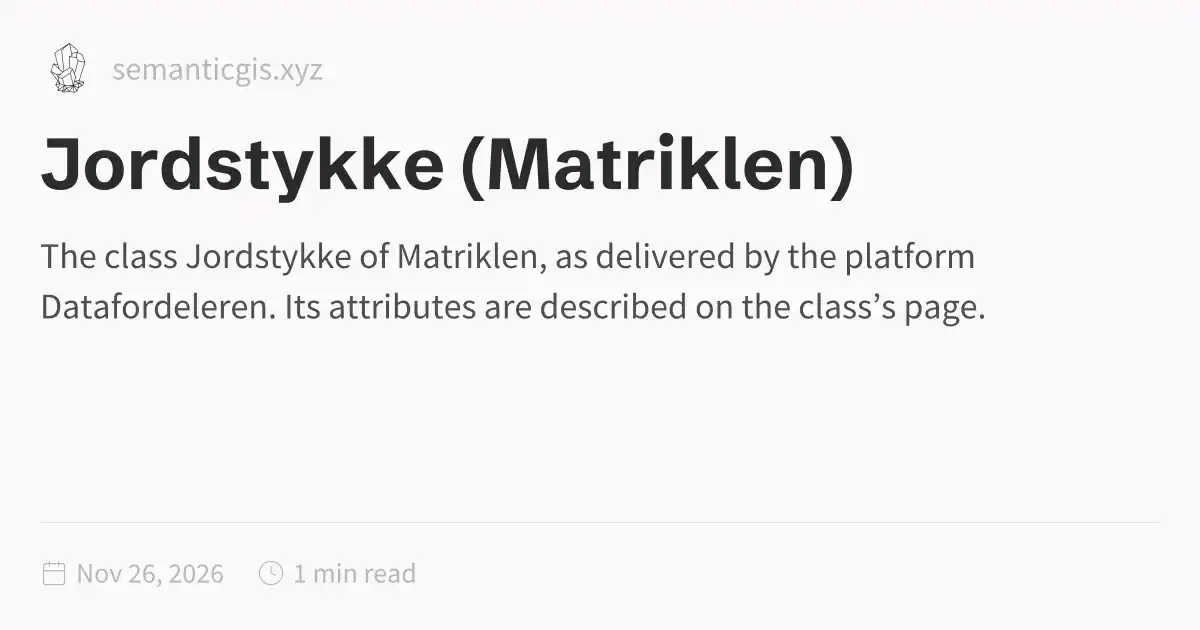 semanticgis.xyz
Jordstykke (Matriklen)
The class Jordstykke of Matriklen, as delivered by the platform
Datafordeleren. Its attributes are described on the class’s page.
Nov 26, 2026 1 min read